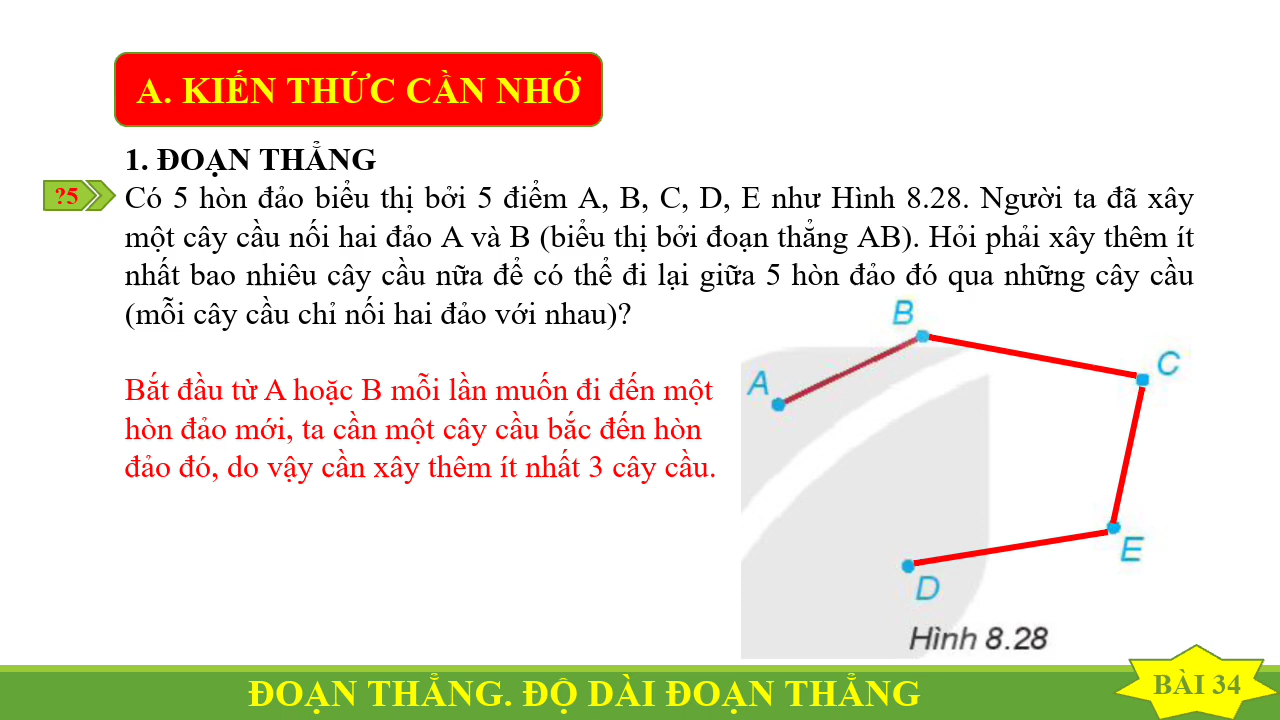 A. KIẾN THỨC CẦN NHỚ
1. ĐOẠN THẲNG
?5
Có 5 hòn đảo biểu thị bởi 5 điểm A, B, C, D, E như Hình 8.28. Người ta đã xây
một cây cầu nối hai đảo A và B (biểu thị bởi đoạn thẳng AB). Hỏi phải xây thêm ít
nhất bao nhiêu cây cầu nữa để có thể đi lại giữa 5 hòn đảo đó qua những cây cầu
(mỗi cây cầu chỉ nối hai đảo với nhau)?
Bắt đầu từ A hoặc B mỗi lần muốn đi đến một
hòn đảo mới, ta cần một cây cầu bắc đến hòn
đảo đó, do vậy cần xây thêm ít nhất 3 cây cầu.
B
C
A
E
D
Hình 8.28
ĐOẠN THẲNG. ĐỘ DÀI ĐOẠN THẲNG
BÀI 34